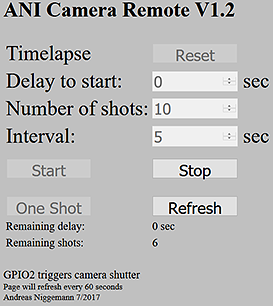 ANI Camera Remote V1.2
Timelapse Reset
Delay to start: 0 sec
Number of shots: 10
Interval: 5 sec
Start Stop
One Shot Refresh
Remaining delay: 0 sec
Remaining shots: 6
GPIO2 triggers camera shutter
Page will refresh every 60 seconds
Andreas Niggemann 7/2017